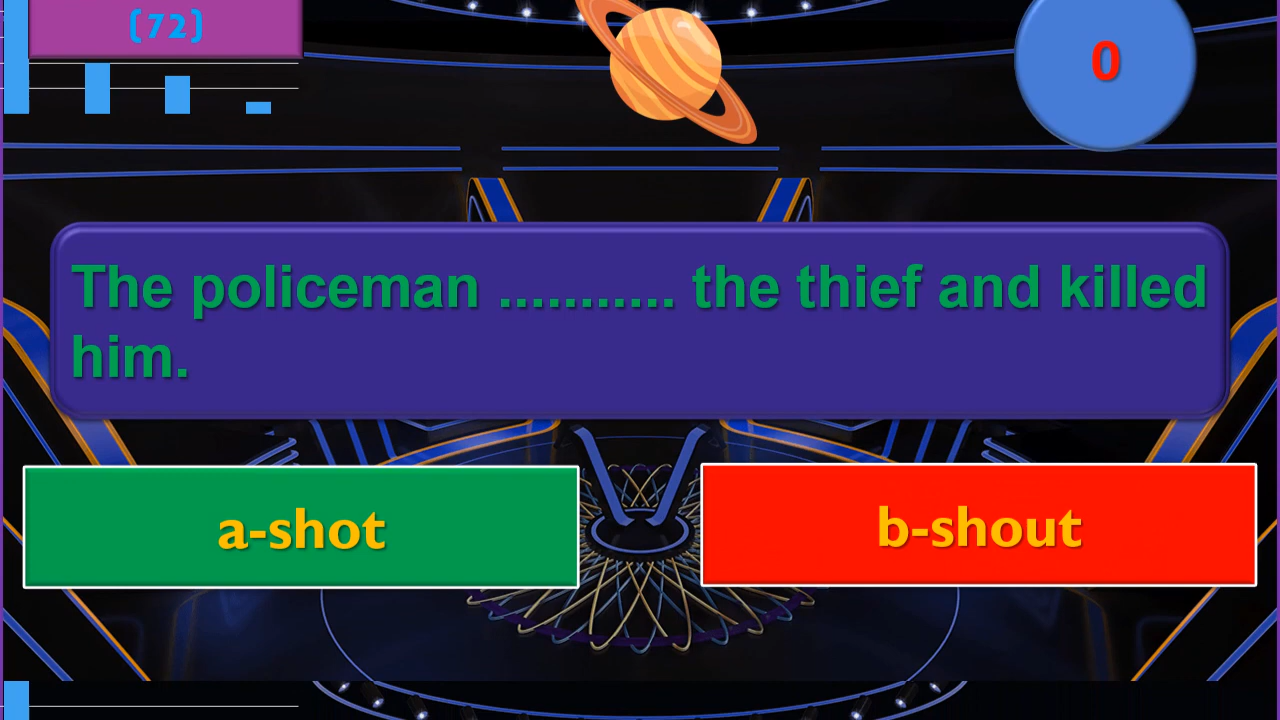 (72)
0
The policeman ........... the thief and killed
him.
a-shot
b-shout